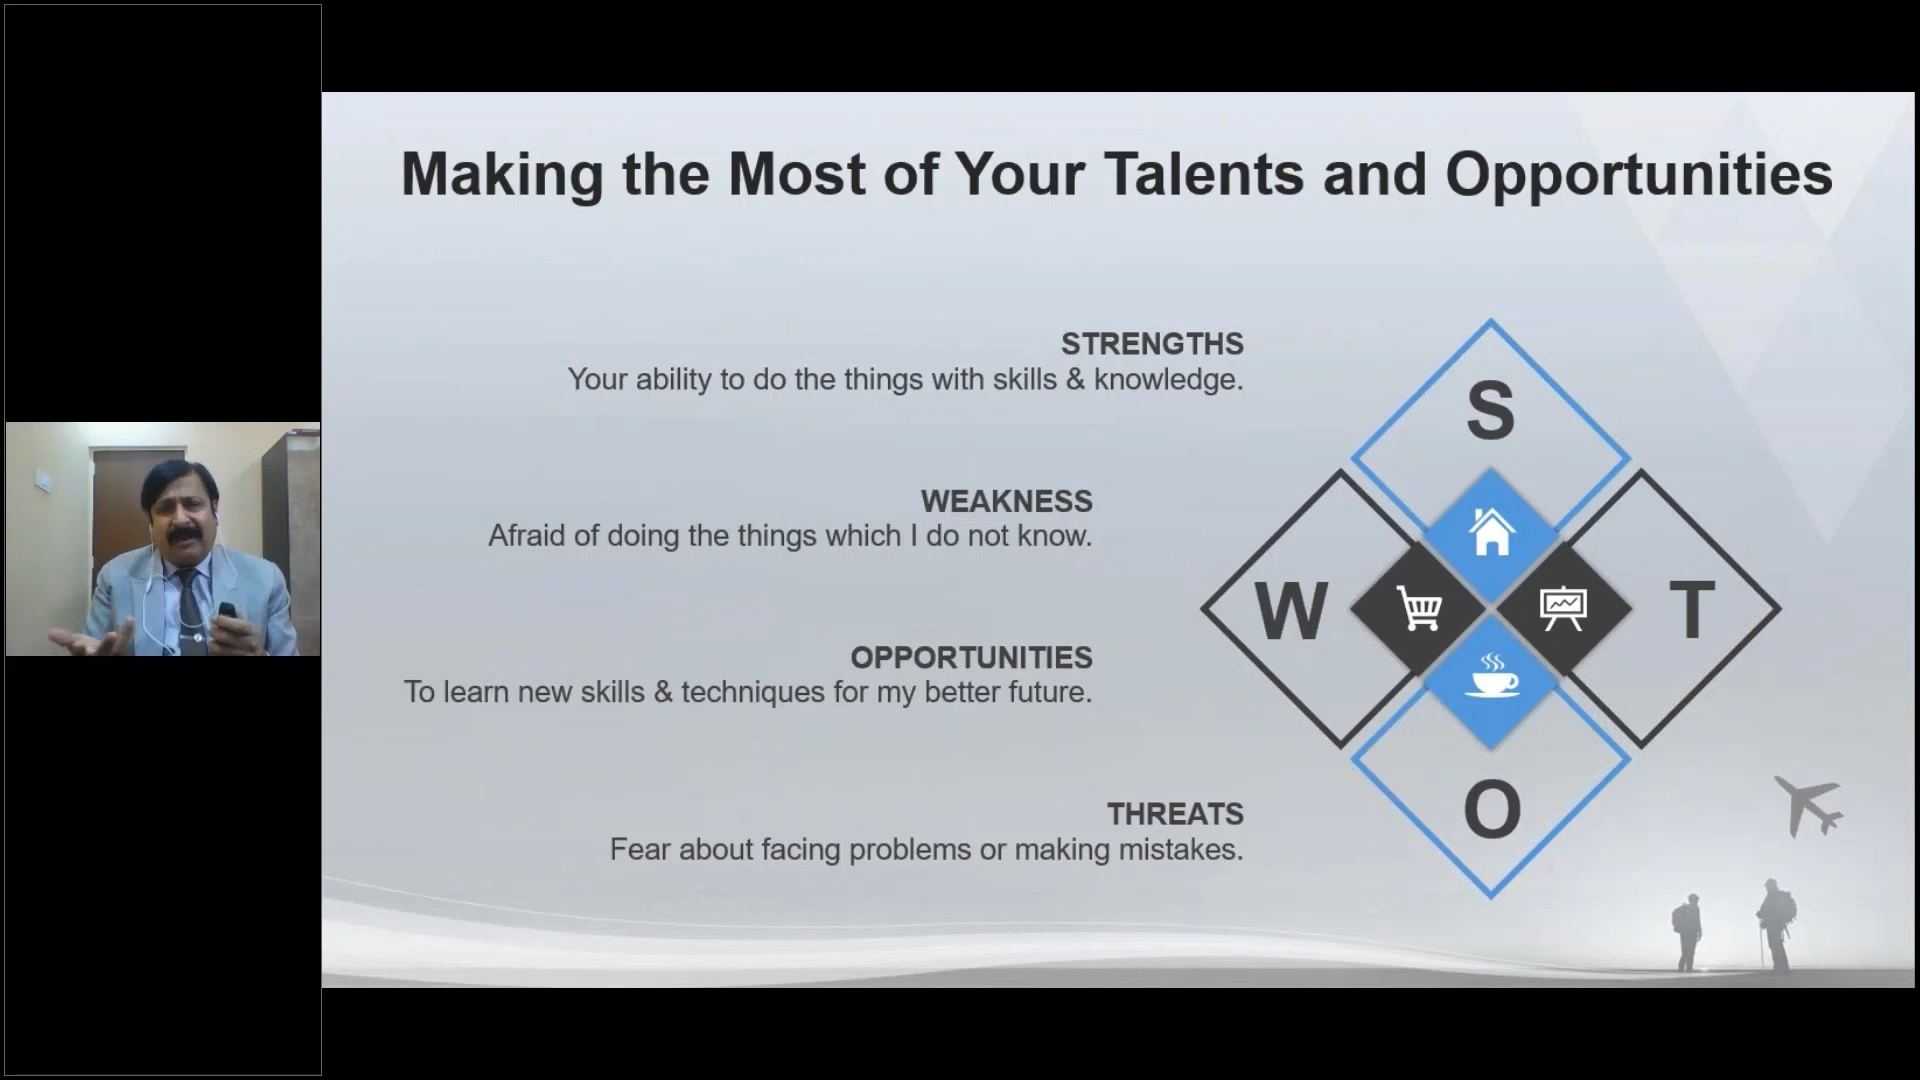 Making the Most of Your Talents and Opportunities
STRENGTHS
Your ability to do the things with skills & knowledge.
WEAKNESS
Afraid of doing the things which I do not know.
OPPORTUNITIES
To learn new skills & techniques for my better future.
THREATS
Fear about facing problems or making mistakes.
S
W
T
O